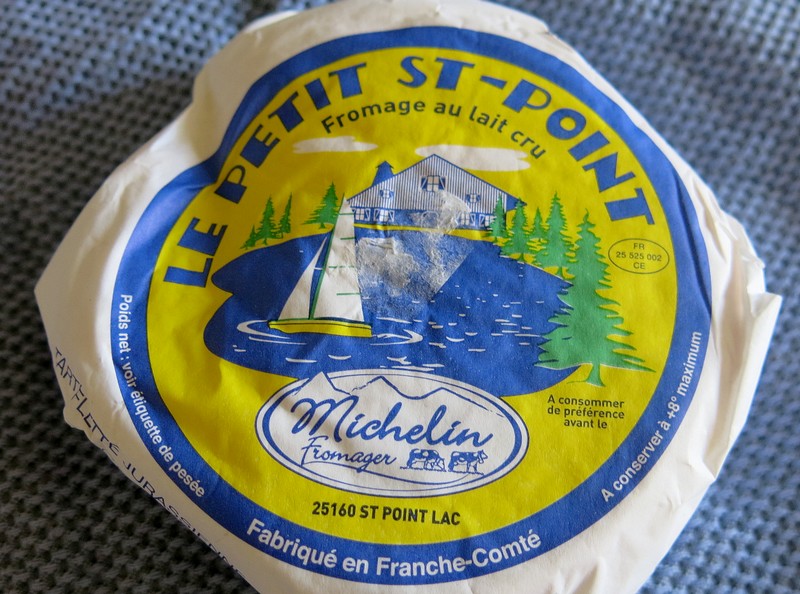 LE PETIT ST-POINT
Fromage au lait cru
FR
25 525 002
CE
A consommer
de préférence
avant le
Michelin
Fromager
25160 ST POINT LAC
Poids net : voir étiquette de pesée
Fabriqué en Franche-Comté
A conserver à +8° maximum